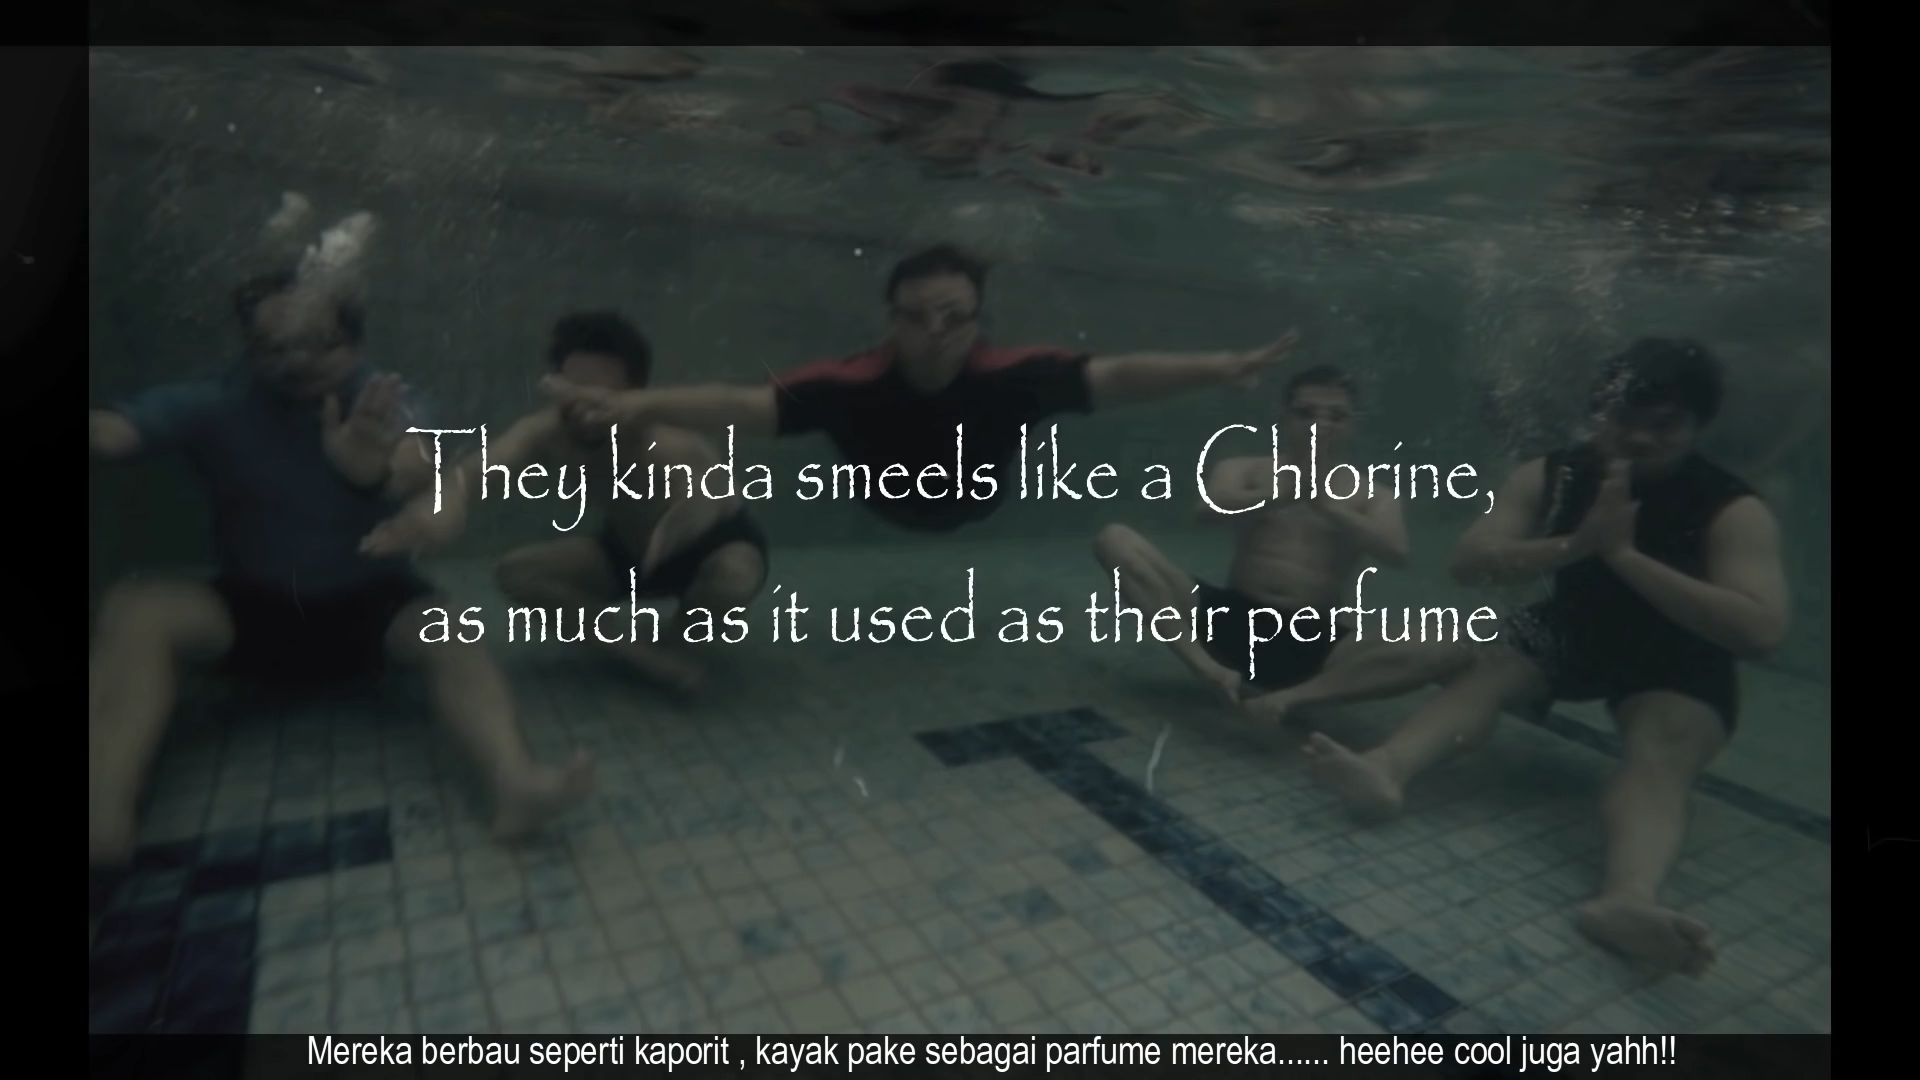 They kinda smeels like a Chlorine,
as much as it used as their perfume
Mereka berbau seperti kaporit , kayak pake sebagai parfume mereka...... heehee cool juga yahh!!